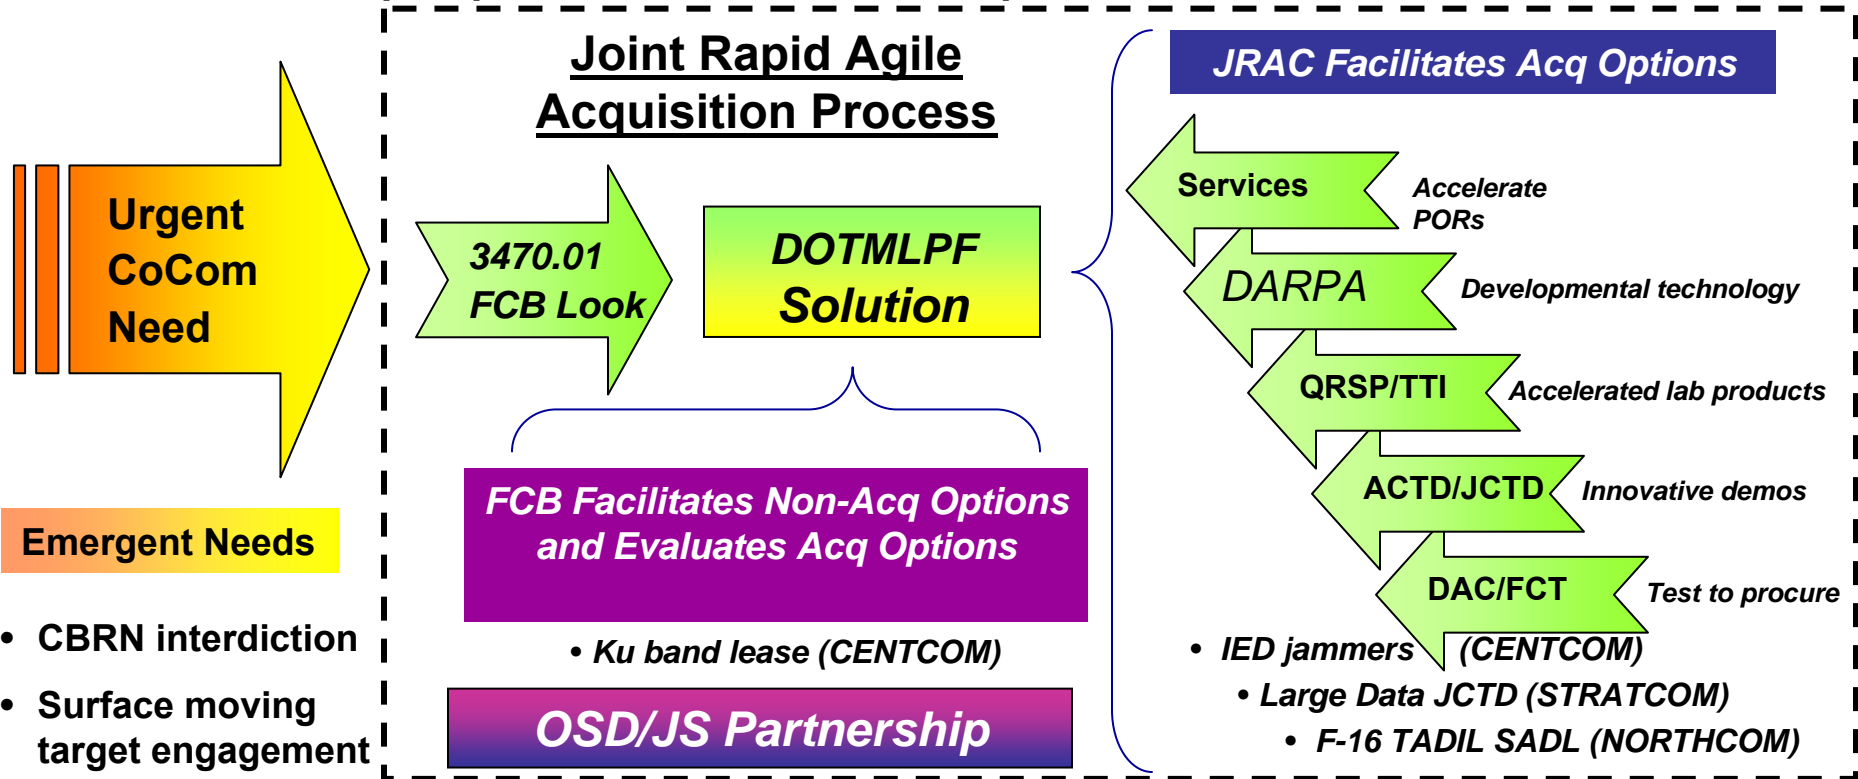 Joint Rapid Agile
Acquisition Process
JRAC Facilitates Acq Options
Urgent
CoCom
Need
3470.01
FCB Look
DOTMLPF
Solution
Services
Accelerate
PORs
DARPA
Developmental technology
QRSP/TTI
Accelerated lab products
ACTD/JCTD
Innovative demos
DAC/FCT
Test to procure
FCB Facilitates Non-Acq Options
and Evaluates Acq Options
Emergent Needs
• CBRN interdiction
• Surface moving
target engagement
• Ku band lease (CENTCOM)
OSD/JS Partnership
• IED jammers (CENTCOM)
• Large Data JCTD (STRATCOM)
• F-16 TADIL SADL (NORTHCOM)